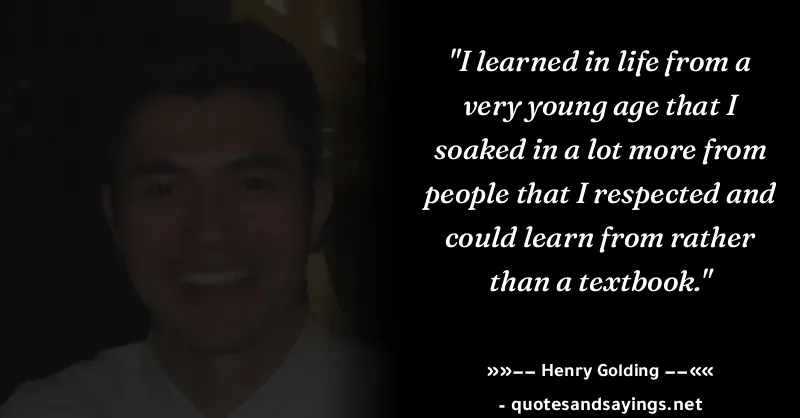 "I learned in life from a
very young age that I
soaked in a lot more from
people that I respected and
could learn from rather
than a textbook."
»»−− Henry Golding −−««
- quotesandsayings.net